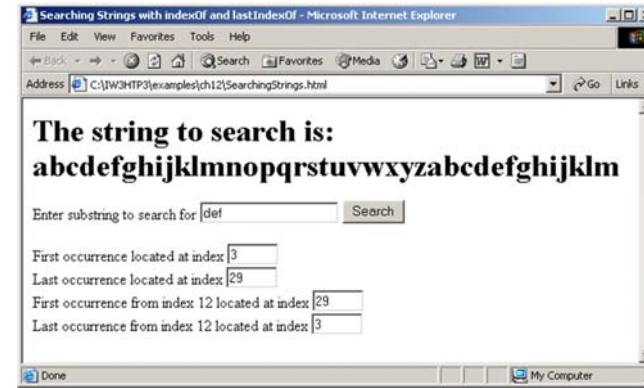 Searching Strings with indexOf and lastIndexOf - Microsoft Internet Explorer
File Edit View Favorites Tools Help
Back Search Favorites Media
Address C:\IW3HTP3\examples\ch12\SearchingStrings.html Go Links
The string to search is:
abcdefghijklmnopqrstuvwxyzabcdefghijklm
Enter substring to search for def Search
First occurrence located at index 3
Last occurrence located at index 29
First occurrence from index 12 located at index 29
Last occurrence from index 12 located at index 3
Done My Computer